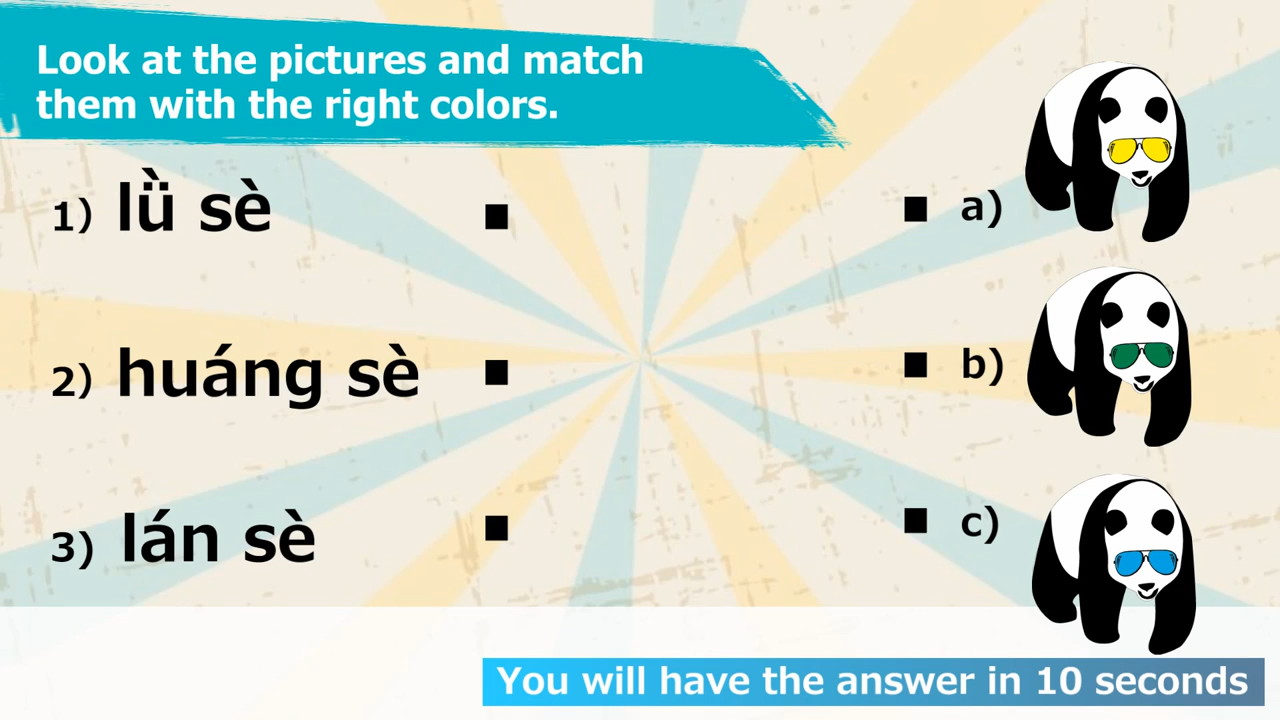 Look at the pictures and match
them with the right colors.
1) lǜ sè
a)
2) huáng sè
b)
3) lán sè
c)
You will have the answer in 10 seconds